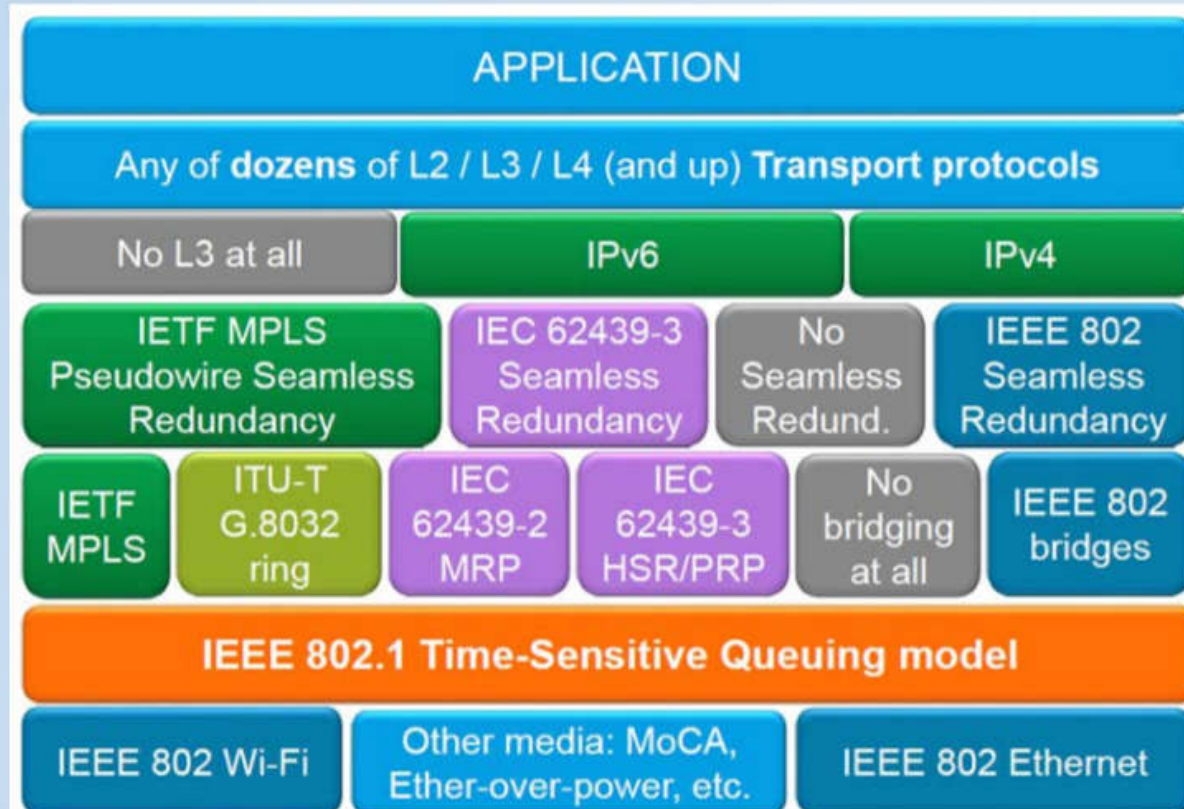 APPLICATION
Any of dozens of L2 / L3 / L4 (and up) Transport protocols
No L3 at all
IPv6
IPv4
IETF MPLS
Pseudowire Seamless
Redundancy
IEC 62439-3
Seamless
Redundancy
No
Seamless
Redund.
IEEE 802
Seamless
Redundancy
IETF
MPLS
ITU-T
G.8032
ring
IEC
62439-2
MRP
IEC
62439-3
HSR/PRP
No
bridging
at all
IEEE 802
bridges
IEEE 802.1 Time-Sensitive Queuing model
IEEE 802 Wi-Fi
Other media: MoCA,
Ether-over-power, etc.
IEEE 802 Ethernet